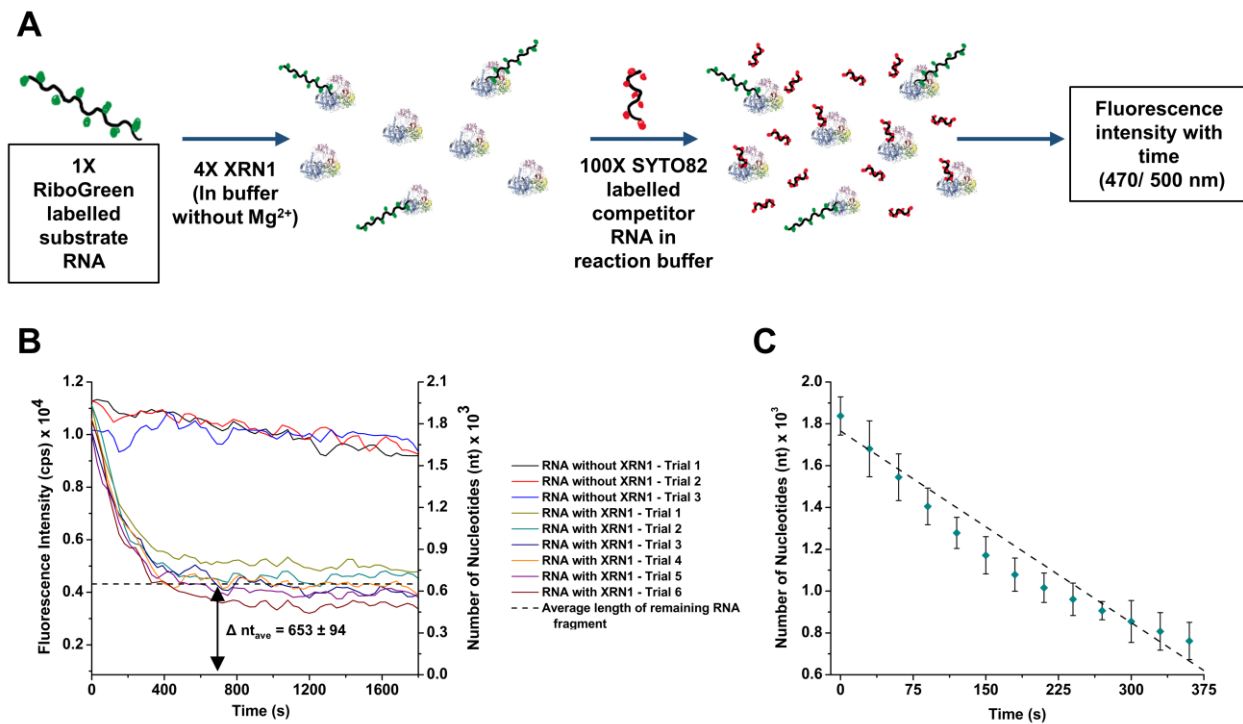 A
1X
RiboGreen
labelled
substrate
RNA
4X XRN1
(In buffer
without Mg²⁺)
100X SYTO82
labelled
competitor
RNA in
reaction buffer
Fluorescence
intensity with
time
(470/ 500 nm)
B
Fluorescence Intensity (cps) x 10⁴
1.2
1.0
0.8
0.6
0.4
0.2
0
400
800
1200
1600
Time (s)
2.1
1.8
1.5
1.2
0.9
0.6
0.3
0.0
Number of Nucleotides (nt) x 10³
Δ ntₐᵥₑ = 653 ± 94
RNA without XRN1 - Trial 1
RNA without XRN1 - Trial 2
RNA without XRN1 - Trial 3
RNA with XRN1 - Trial 1
RNA with XRN1 - Trial 2
RNA with XRN1 - Trial 3
RNA with XRN1 - Trial 4
RNA with XRN1 - Trial 5
RNA with XRN1 - Trial 6
Average length of remaining RNA
fragment
C
Number of Nucleotides (nt) x 10³
2.0
1.8
1.6
1.4
1.2
1.0
0.8
0.6
0
75
150
225
300
375
Time (s)